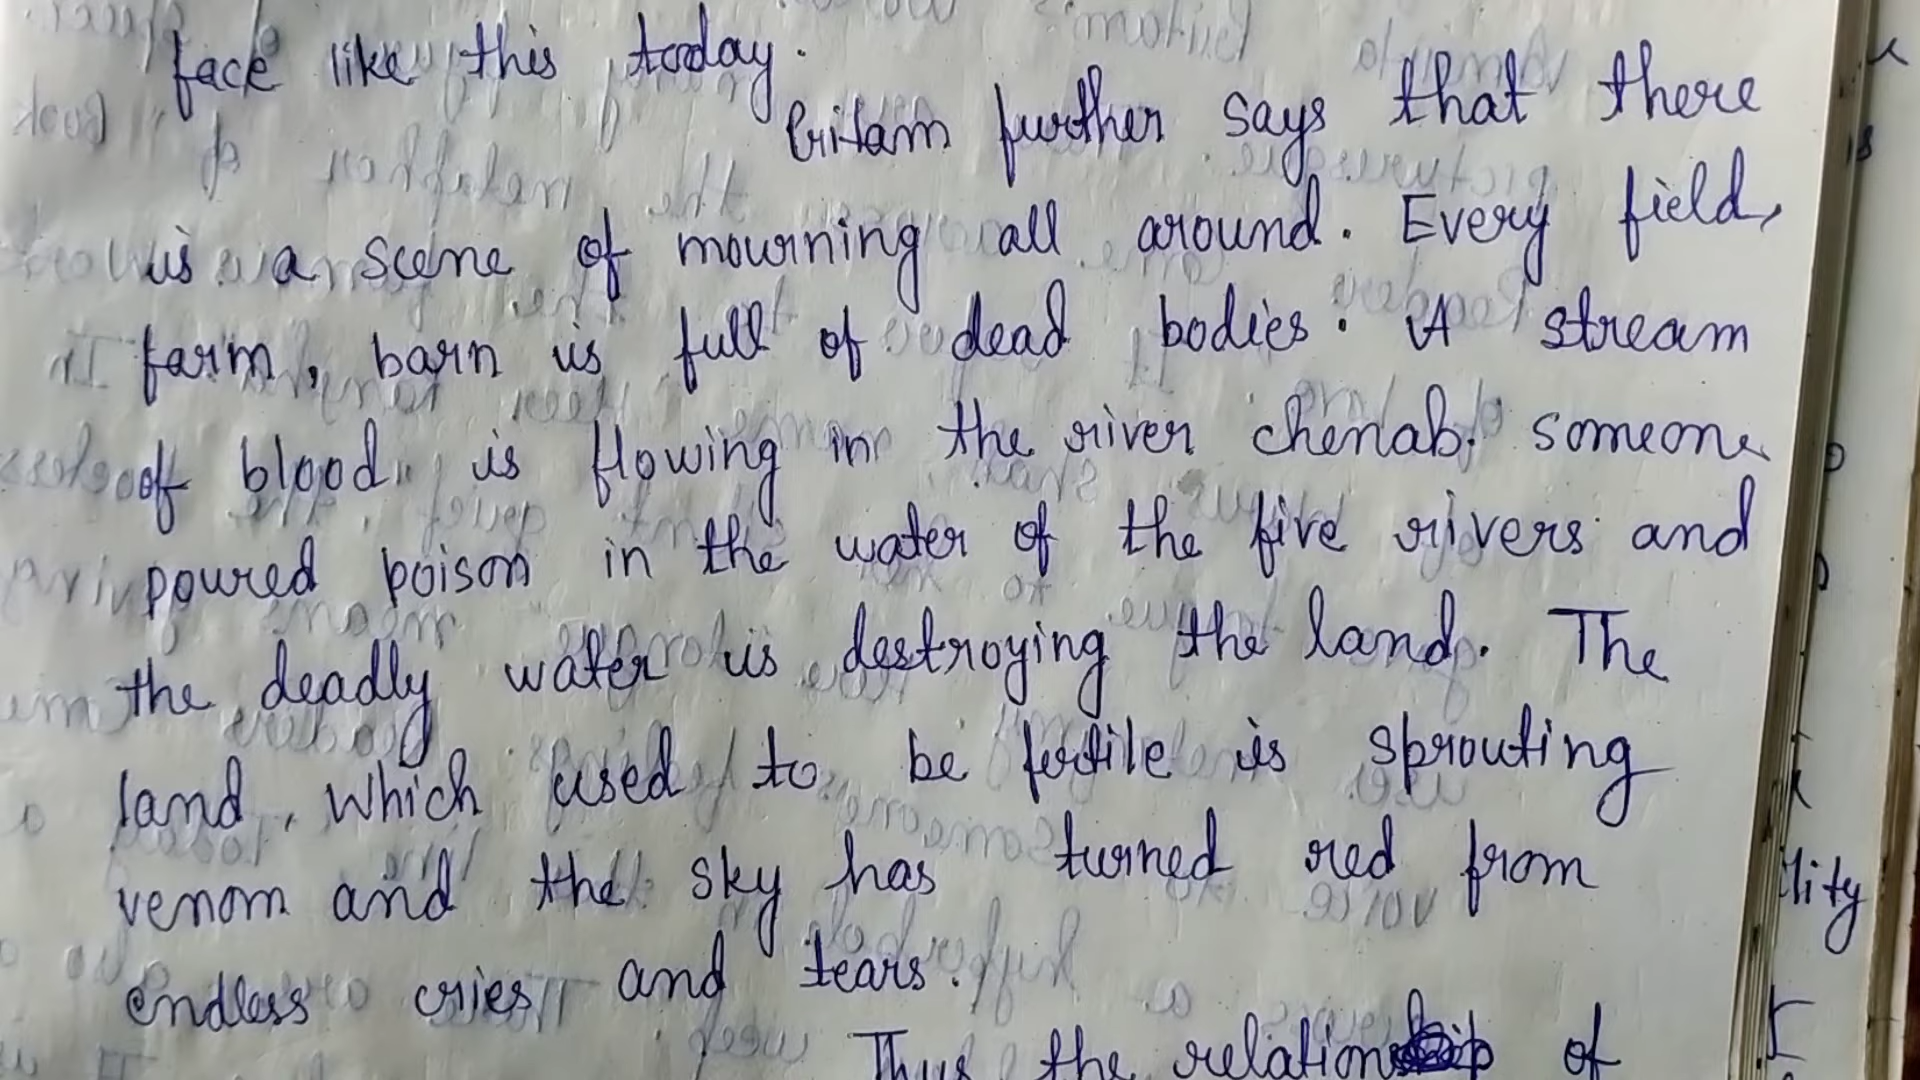 face like this today.
Pritam further says that there
is a scene of mourning all around. Every field,
farm, barn is full of dead bodies. A stream
of blood is flowing in the river chenab. someone
poured poison in the water of the five rivers and
the deadly water is destroying the land. The
land, which used to be fertile is sprouting
venom and the sky has turned red from
endless cries and tears.
Thus the relationship of
lity